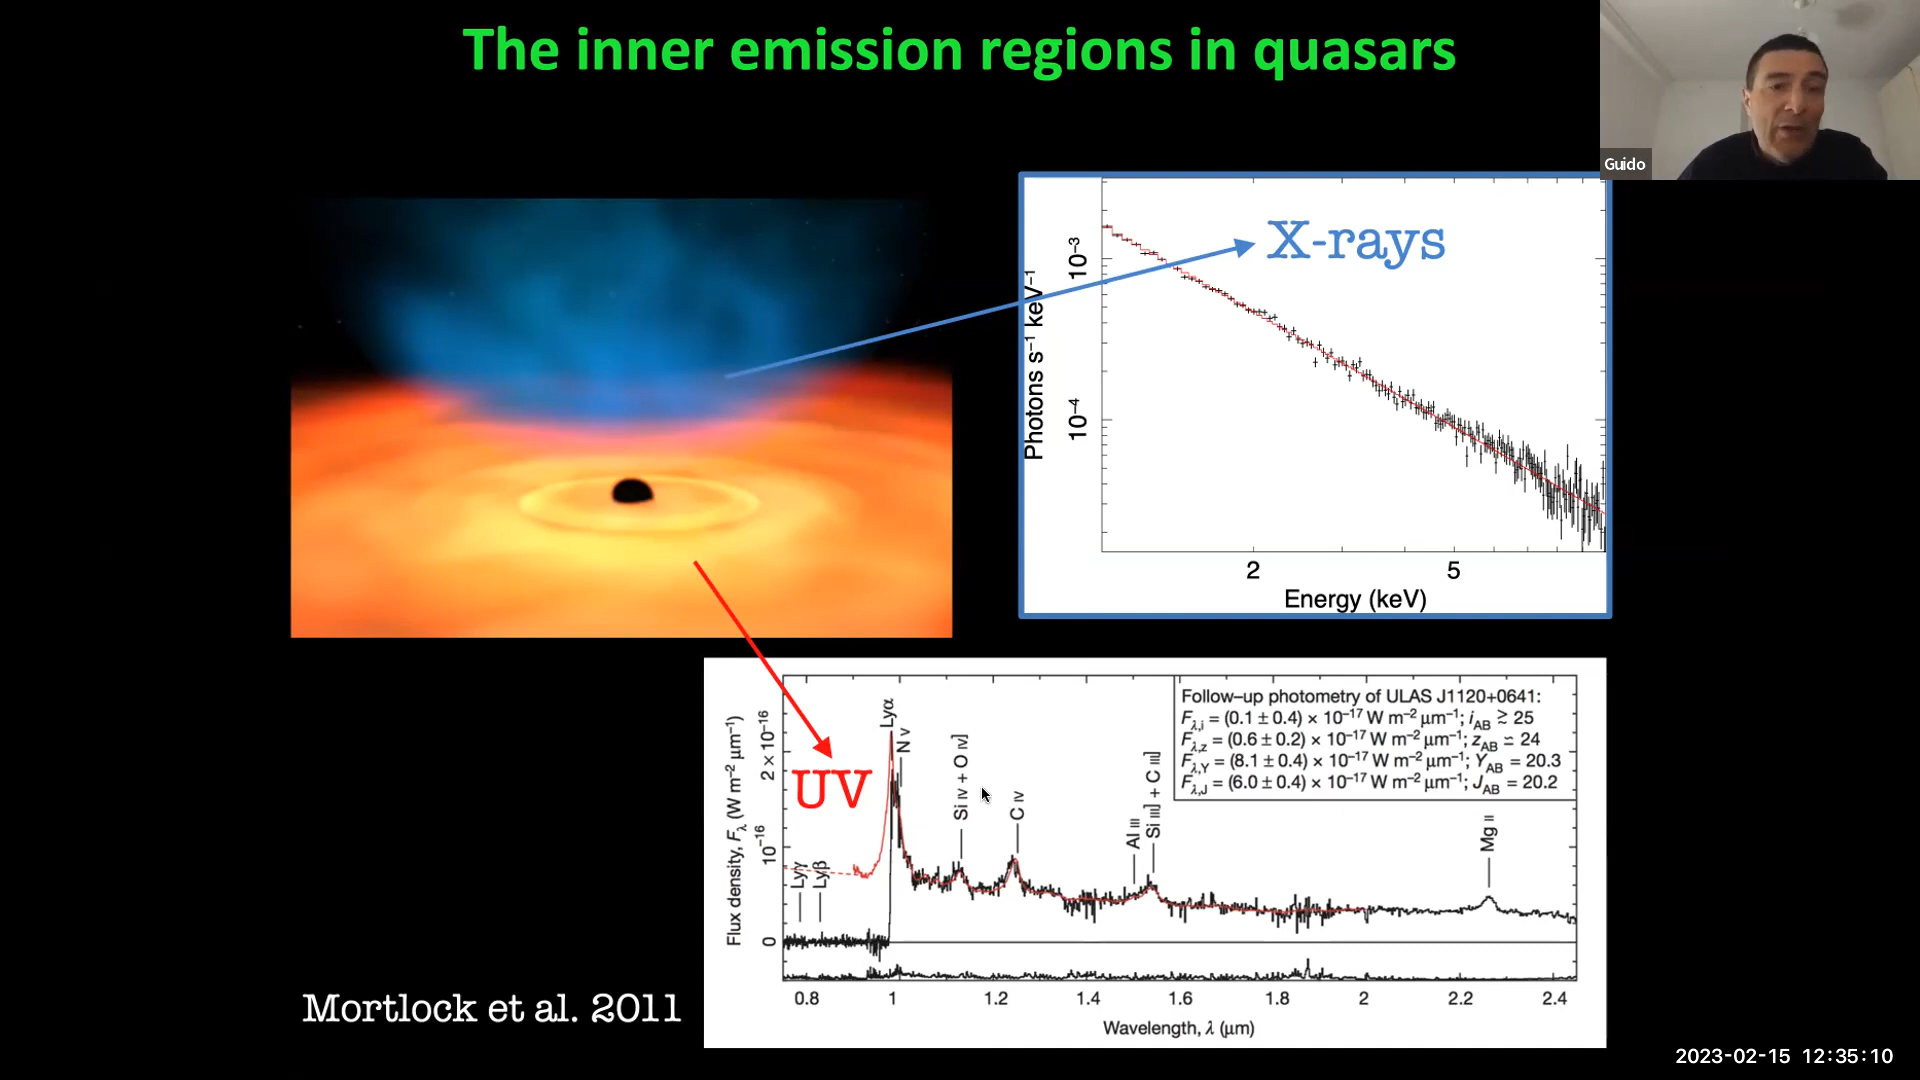 The inner emission regions in quasars
Guido
X-rays
Photons s⁻¹ keV⁻¹
10⁻³
10⁻⁴
2 5
Energy (keV)
UV
Flux density, Fλ (W m⁻² μm⁻¹)
2 × 10⁻¹⁶
10⁻¹⁶
0
Lyγ
Lyβ
Lyα
N V
Si IV + O IV]
C IV
Al III
Si III] + C III]
Mg II
Follow–up photometry of ULAS J1120+0641:
Fλ,i = (0.1 ± 0.4) × 10⁻¹⁷ W m⁻² μm⁻¹; iAB ≳ 25
Fλ,z = (0.6 ± 0.2) × 10⁻¹⁷ W m⁻² μm⁻¹; zAB ≃ 24
Fλ,Y = (8.1 ± 0.4) × 10⁻¹⁷ W m⁻² μm⁻¹; YAB = 20.3
Fλ,J = (6.0 ± 0.4) × 10⁻¹⁷ W m⁻² μm⁻¹; JAB = 20.2
0.8 1 1.2 1.4 1.6 1.8 2 2.2 2.4
Wavelength, λ (μm)
Mortlock et al. 2011
2023-02-15 12:35:10